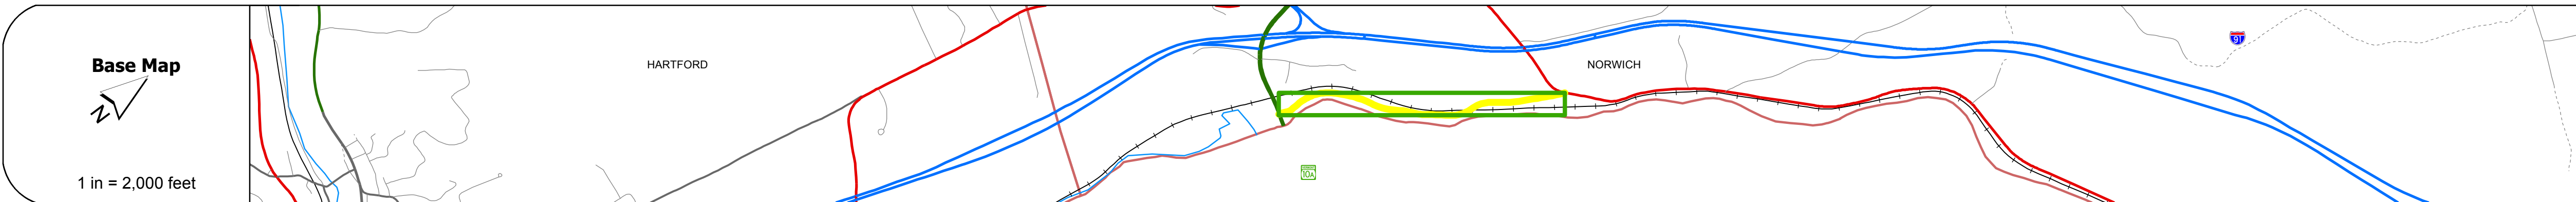 Base Map
N
1 in = 2,000 feet
HARTFORD
NORWICH
91
10A